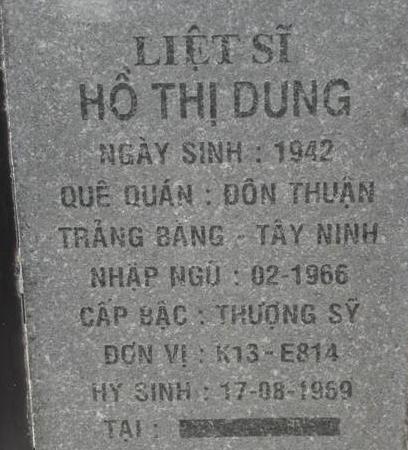 LIỆT SĨ
HỒ THỊ DUNG
NGÀY SINH : 1942
QUÊ QUÁN : ĐÔN THUẬN
TRẢNG BÀNG - TÂY NINH
NHẬP NGŨ : 02-1966
CẤP BẬC : THƯỢNG SỸ
ĐƠN VỊ : K13-E814
HY SINH : 17-08-1969
TẠI :